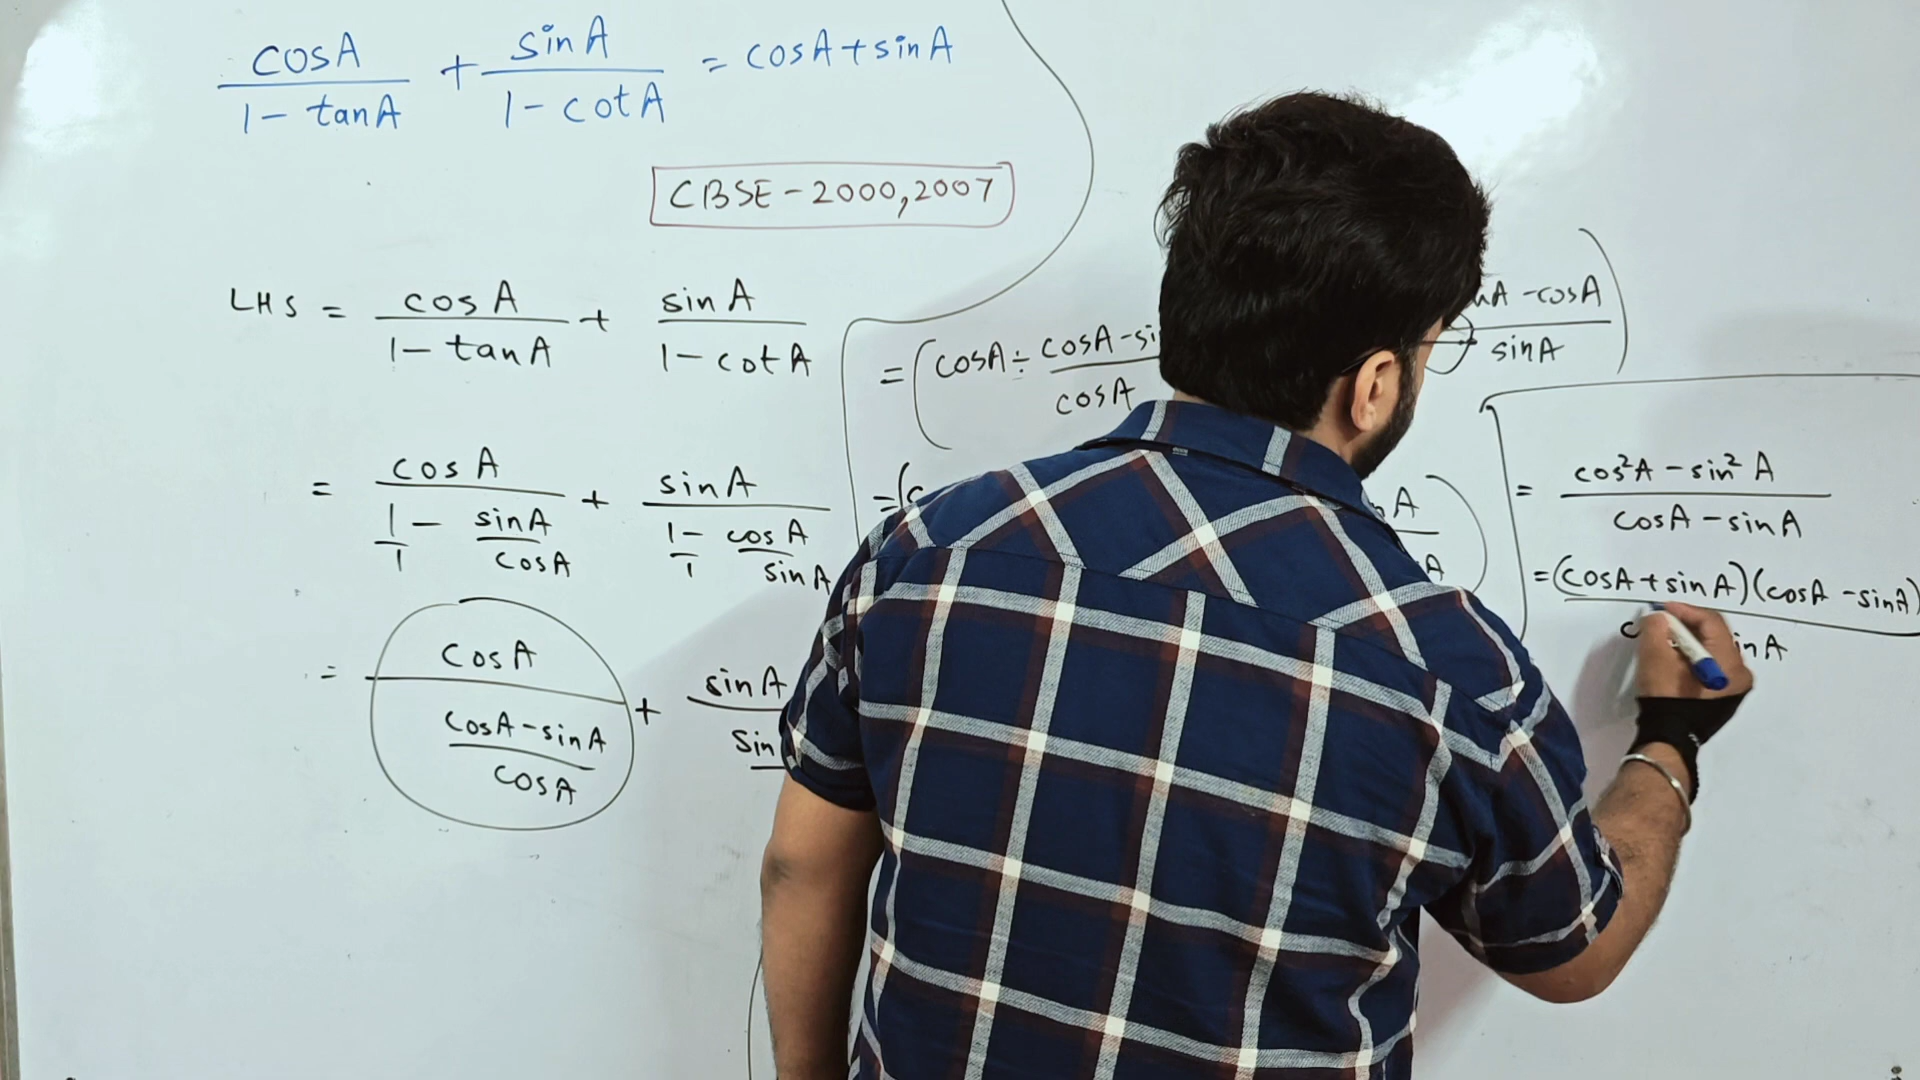 cosA / 1 - tanA + sinA / 1 - cotA = cosA + sinA
CBSE - 2000, 2007
LHS = cosA / 1 - tanA + sinA / 1 - cotA
= cosA / 1/1 - sinA/cosA + sinA / 1/1 - cosA/sinA
= cosA / cosA - sinA / cosA + sinA / sin
= (cosA ÷ cosA - / cosA
- cosA / sinA)
= cos²A - sin²A / cosA - sinA
= (cosA + sinA)(cosA - sinA)